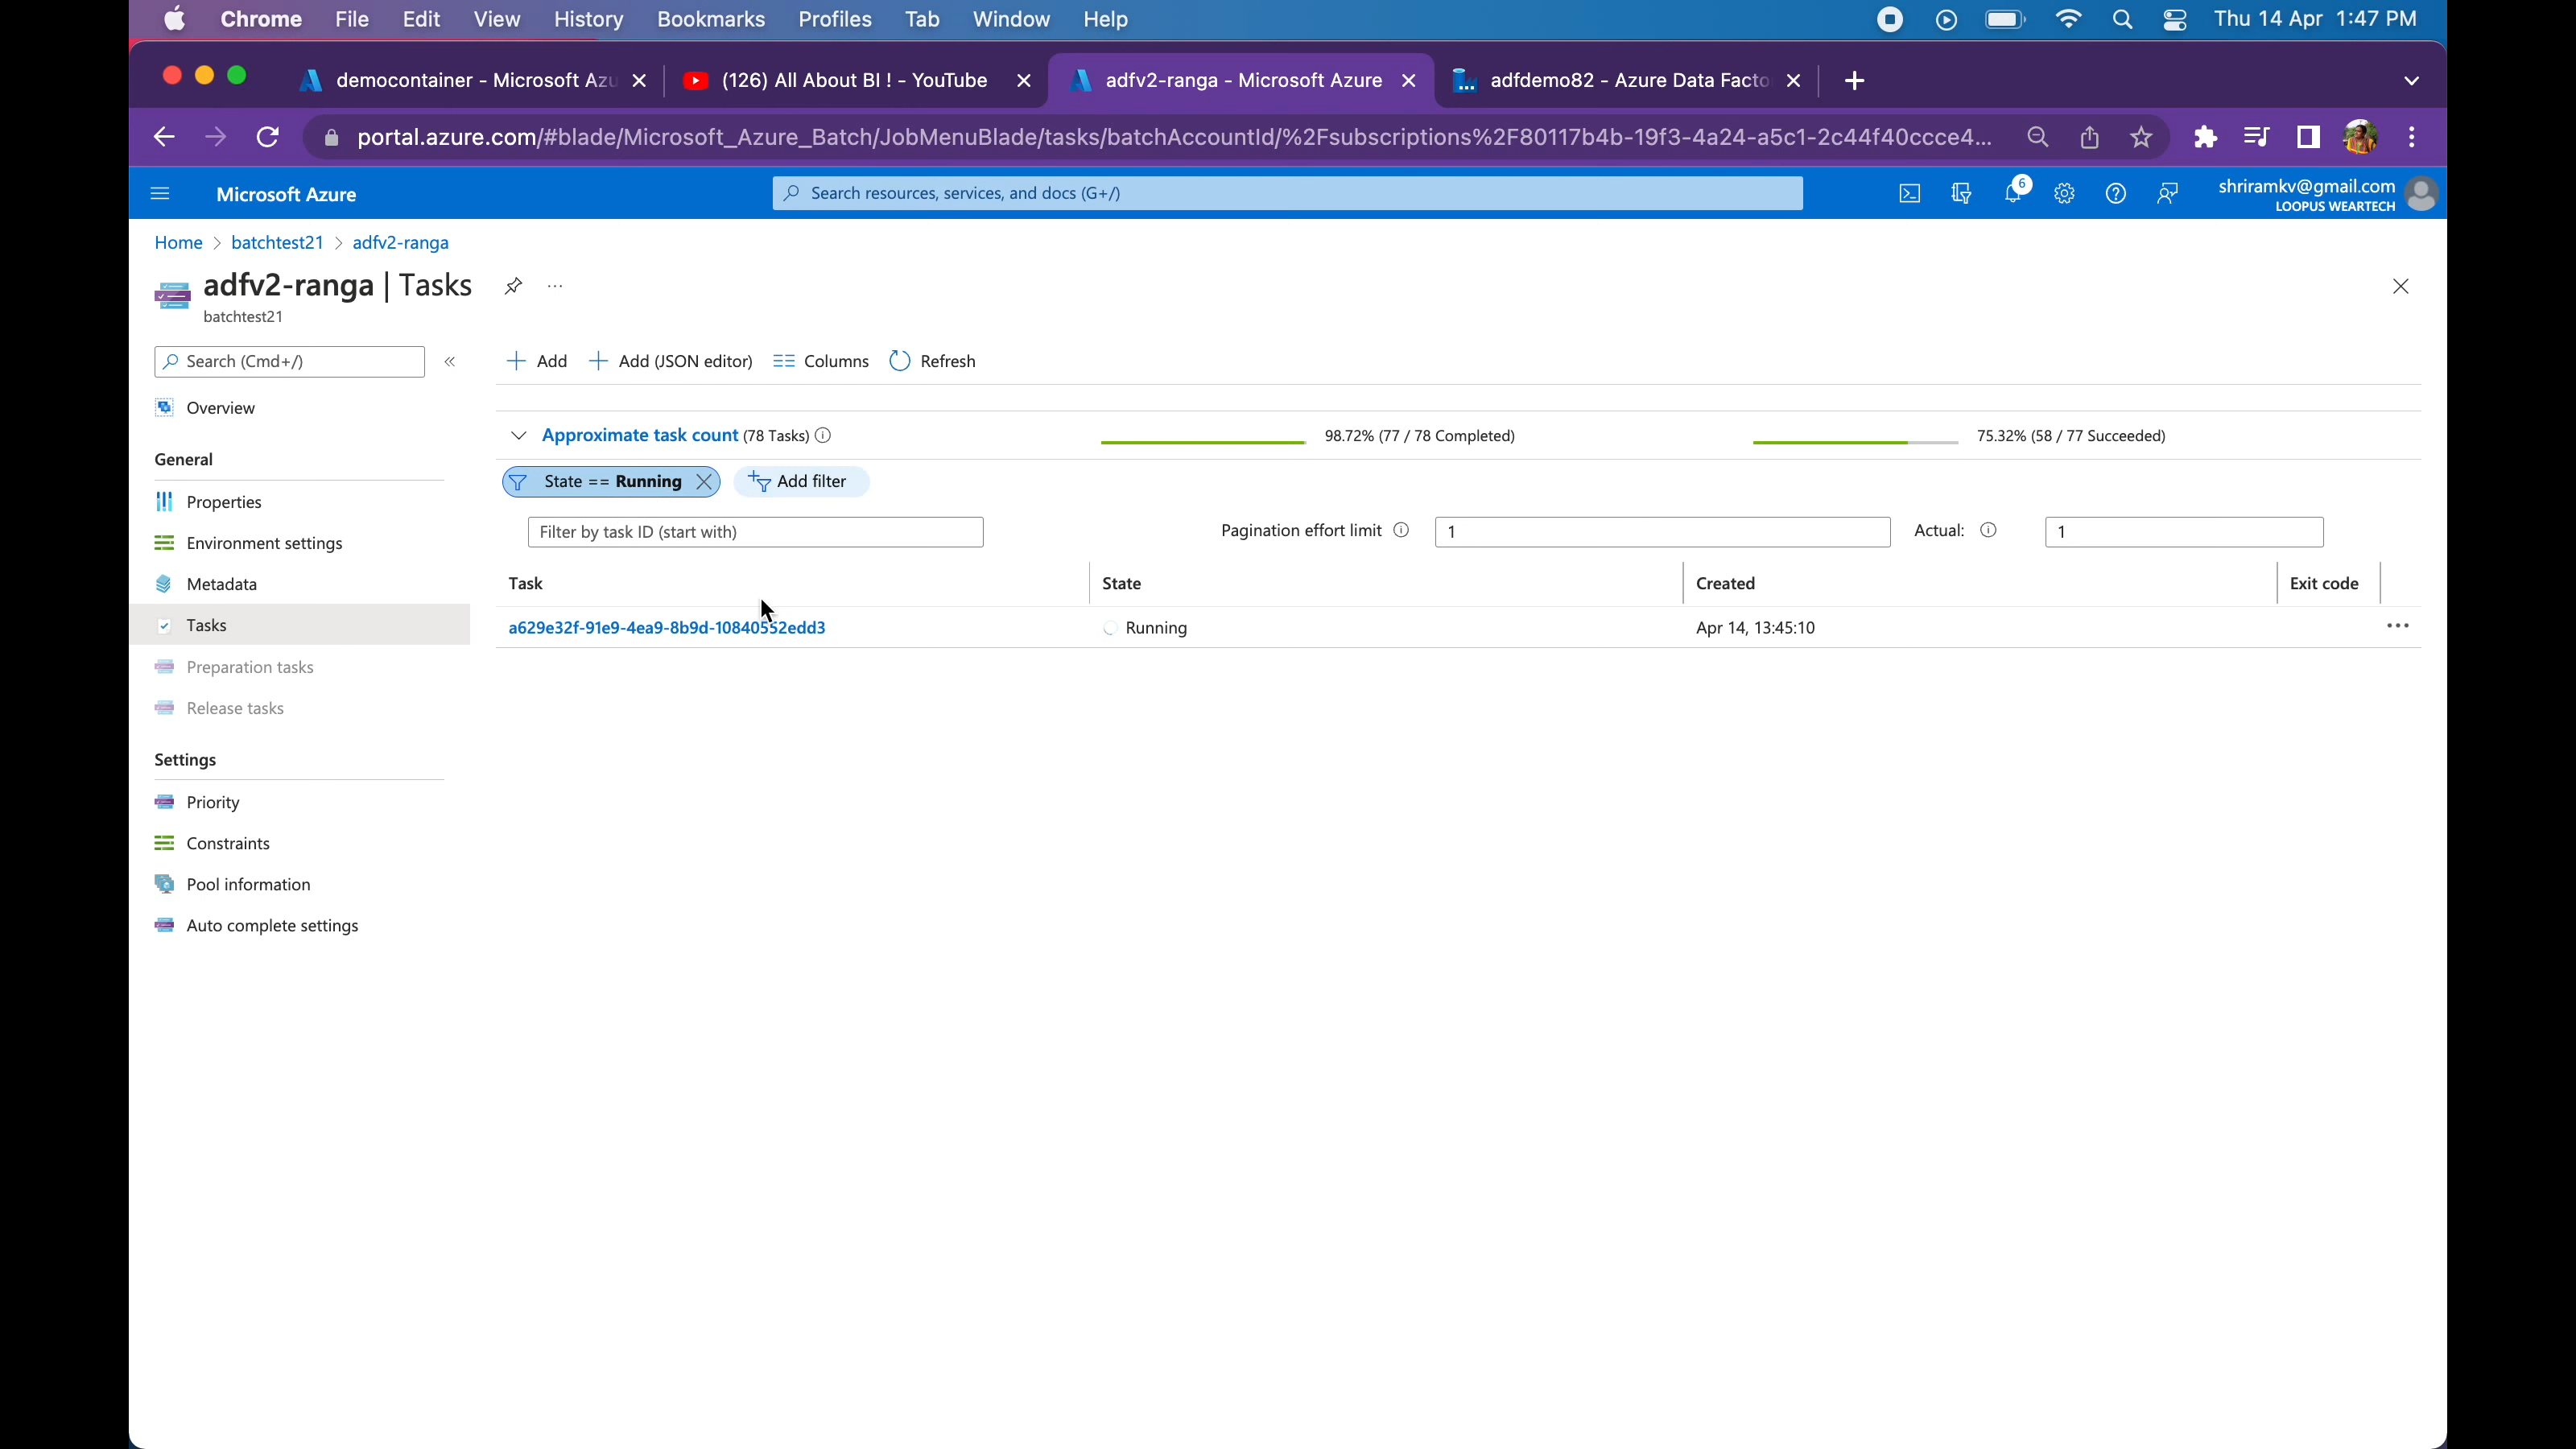 Chrome File Edit View History Bookmarks Profiles Tab Window Help Thu 14 Apr 1:47 PM
democontainer - Microsoft Azu (126) All About BI ! - YouTube adfv2-ranga - Microsoft Azure adfdemo82 - Azure Data Facto
portal.azure.com/#blade/Microsoft_Azure_Batch/JobMenuBlade/tasks/batchAccountId/%2Fsubscriptions%2F80117b4b-19f3-4a24-a5c1-2c44f40ccce4...
Microsoft Azure Search resources, services, and docs (G+/) 6 shriramkv@gmail.com
LOOPUS WEARTECH
Home > batchtest21 > adfv2-ranga
adfv2-ranga | Tasks ...
batchtest21
Search (Cmd+/) « + Add + Add (JSON editor) Columns Refresh
Overview
Approximate task count (78 Tasks) 98.72% (77 / 78 Completed) 75.32% (58 / 77 Succeeded)
General
State == Running Add filter
Properties
Filter by task ID (start with) Pagination effort limit 1 Actual: 1
Environment settings
Metadata
Task State Created Exit code
Tasks
a629e32f-91e9-4ea9-8b9d-10840552edd3 Running Apr 14, 13:45:10 ...
Preparation tasks
Release tasks
Settings
Priority
Constraints
Pool information
Auto complete settings